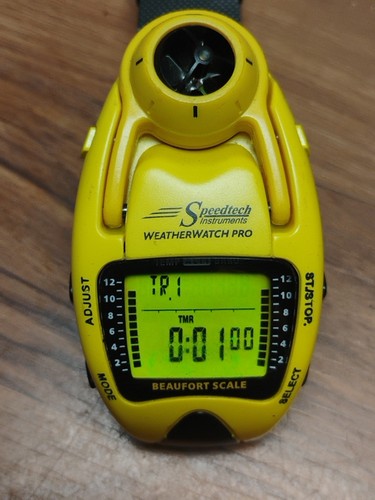 Speedtech
Instruments
WEATHERWATCH PRO
ADJUST
ST./STOP.
MODE
SELECT
12
10
8
6
4
2
12
10
8
6
4
2
TR.1
TMR
0:01 00
BEAUFORT SCALE